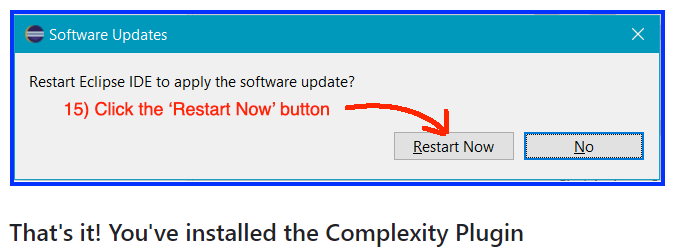 Software Updates
Restart Eclipse IDE to apply the software update?
15) Click the ‘Restart Now’ button
Restart Now
No
That's it! You've installed the Complexity Plugin